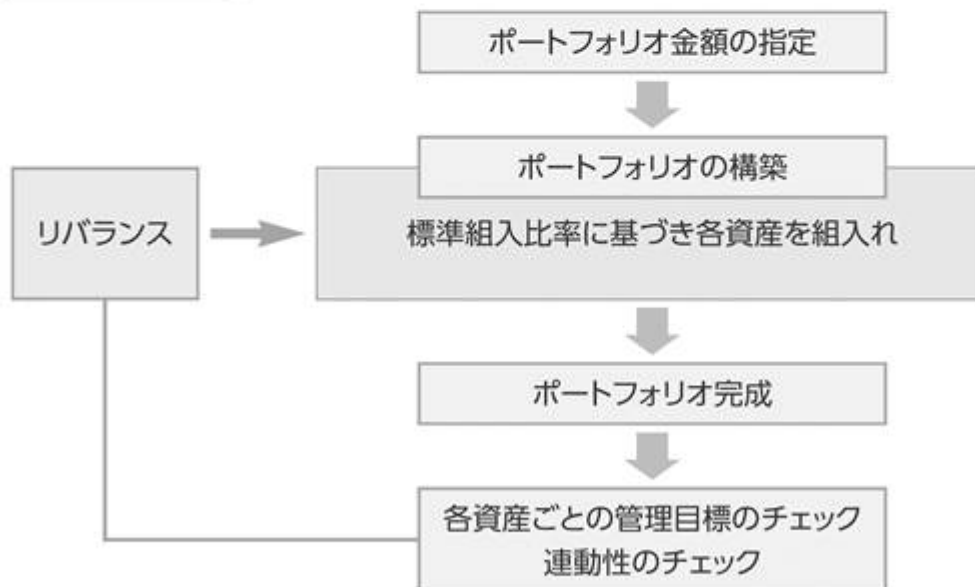 ポートフォリオ金額の指定
ポートフォリオの構築
リバランス
標準組入比率に基づき各資産を組入れ
ポートフォリオ完成
各資産ごとの管理目標のチェック
連動性のチェック